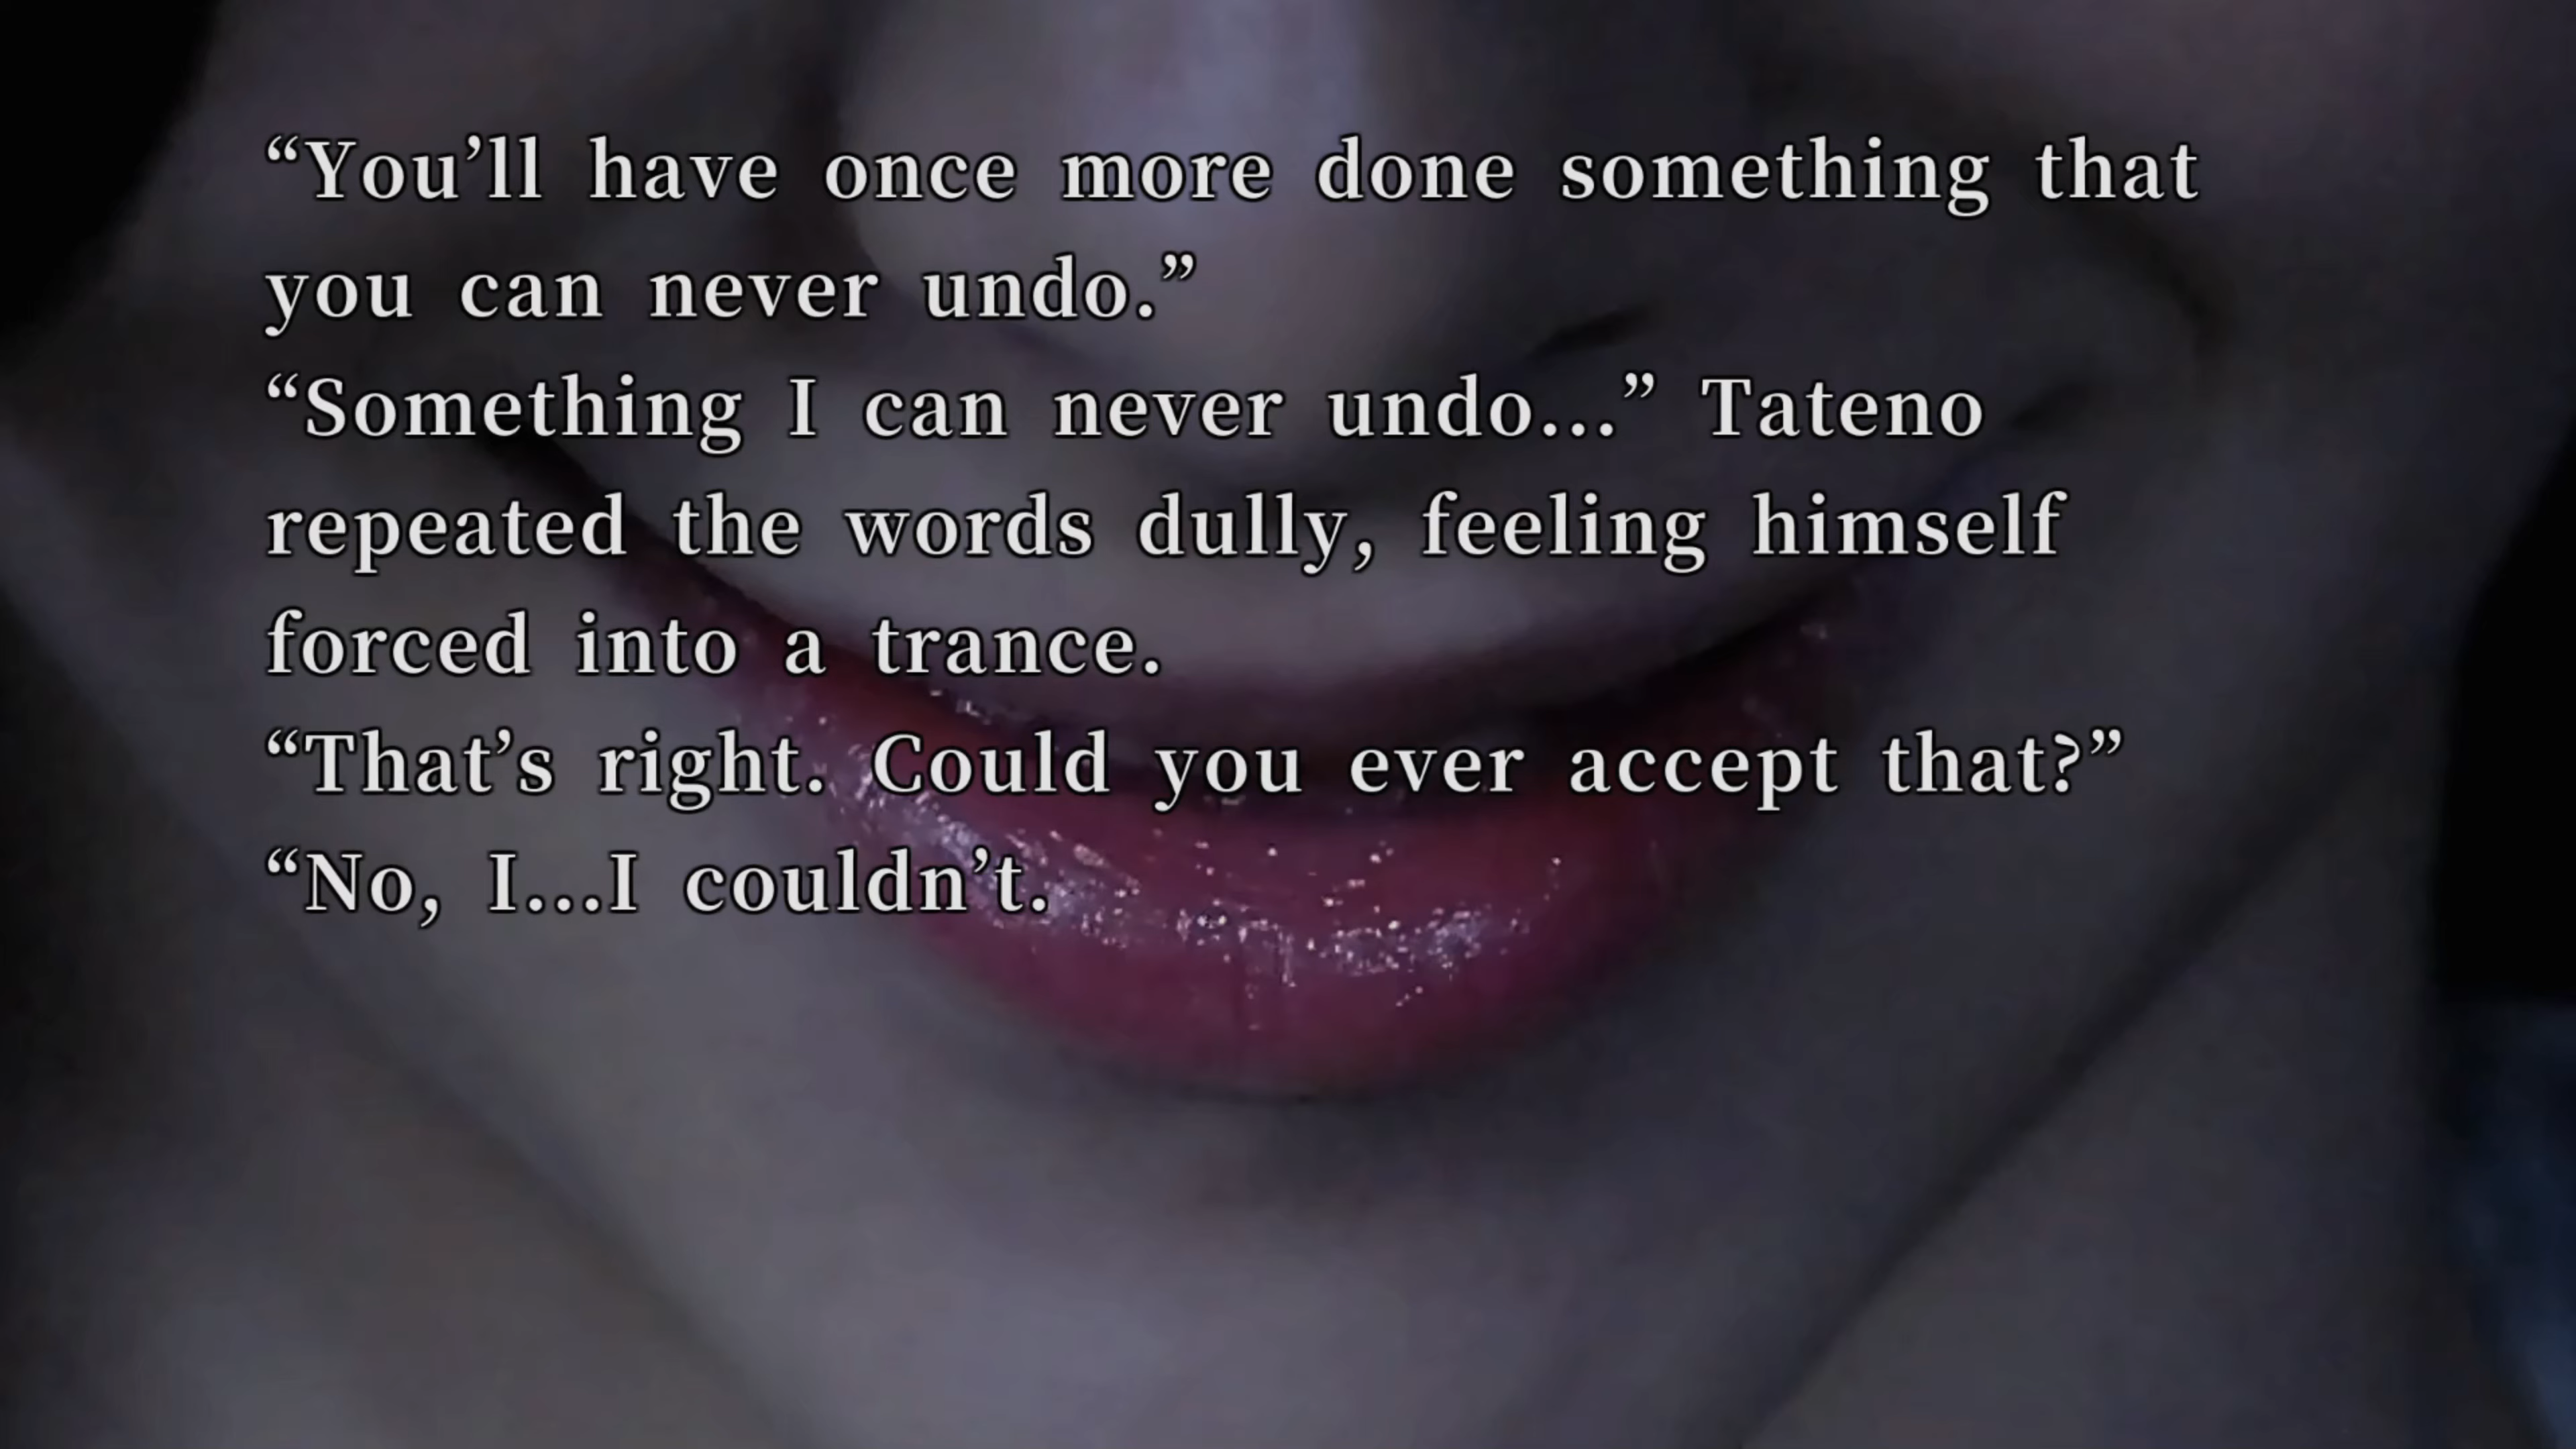 “You’ll have once more done something that
you can never undo.”
“Something I can never undo...” Tateno
repeated the words dully, feeling himself
forced into a trance.
“That’s right. Could you ever accept that?”
“No, I...I couldn’t.